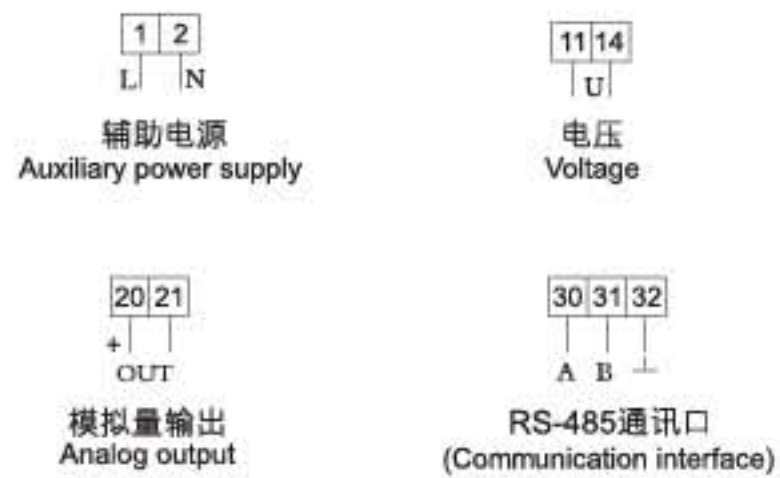 1 2
L N
辅助电源
Auxiliary power supply
11 14
U
电压
Voltage
20 21
+
OUT
模拟量输出
Analog output
30 31 32
A B ⊥
RS-485通讯口
(Communication interface)